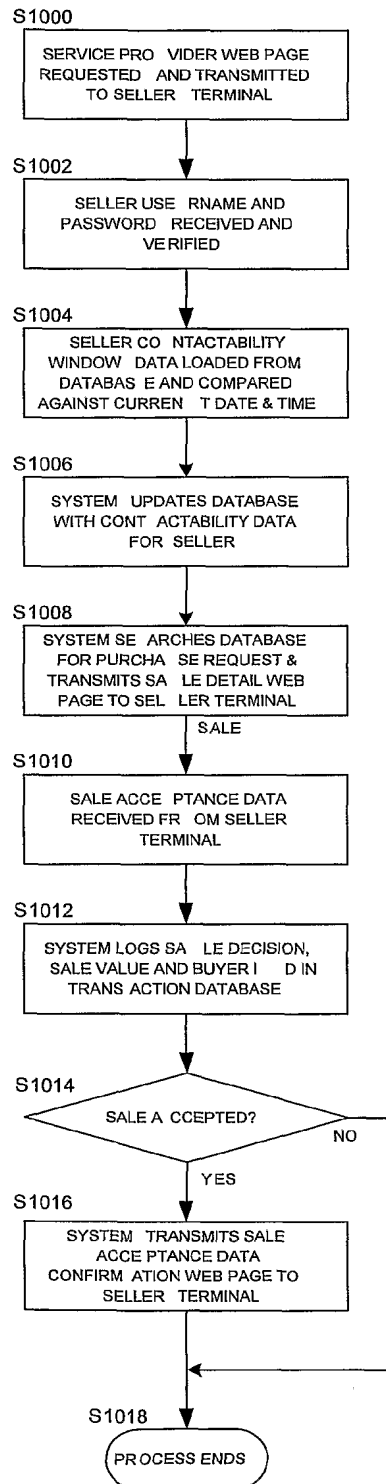 S1000
SERVICE PRO VIDER WEB PAGE
REQUESTED AND TRANSMITTED
TO SELLER TERMINAL
S1002
SELLER USE RNAME AND
PASSWORD RECEIVED AND
VERIFIED
S1004
SELLER CO NTACTABILITY
WINDOW DATA LOADED FROM
DATABAS E AND COMPARED
AGAINST CURREN T DATE & TIME
S1006
SYSTEM UPDATES DATABASE
WITH CONT ACTABILITY DATA
FOR SELLER
S1008
SYSTEM SE ARCHES DATABASE
FOR PURCHA SE REQUEST &
TRANSMITS SA LE DETAIL WEB
PAGE TO SEL LER TERMINAL
SALE
S1010
SALE ACCE PTANCE DATA
RECEIVED FR OM SELLER
TERMINAL
S1012
SYSTEM LOGS SA LE DECISION,
SALE VALUE AND BUYER I D IN
TRANS ACTION DATABASE
S1014
SALE A CCEPTED?
NO
YES
S1016
SYSTEM TRANSMITS SALE
ACCE PTANCE DATA
CONFIRM ATION WEB PAGE TO
SELLER TERMINAL
S1018
PROCESS ENDS